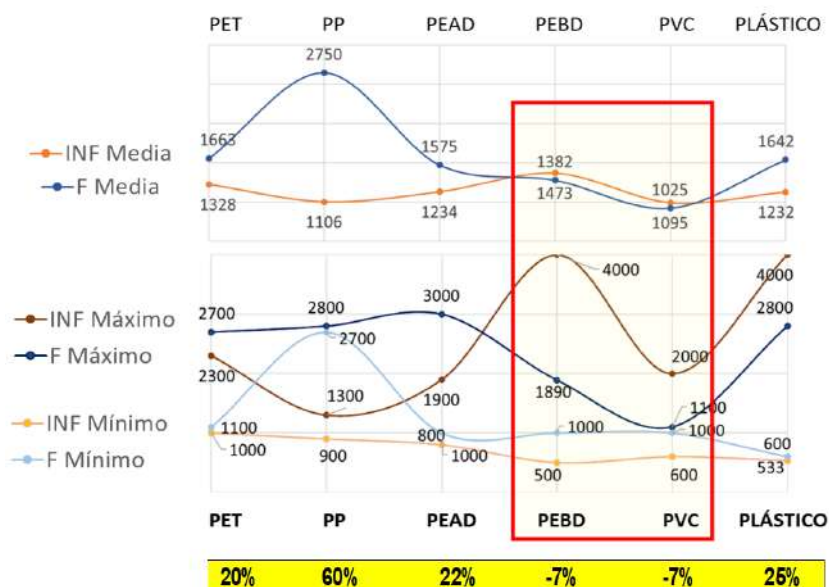 PET PP PEAD PEBD PVC PLÁSTICO
2750
1663 1575 1382 1642
INF Media
F Media
1473 1025
1328 1106 1234 1095 1232
4000 4000
INF Máximo
2700 2800 3000 2800
F Máximo
2700
2300 1300 1900 1890 2000
INF Mínimo
1100 800 1000 1100 600
1000
F Mínimo
1000 900 1000 500 600 533
PET PP PEAD PEBD PVC PLÁSTICO
20% 60% 22% -7% -7% 25%